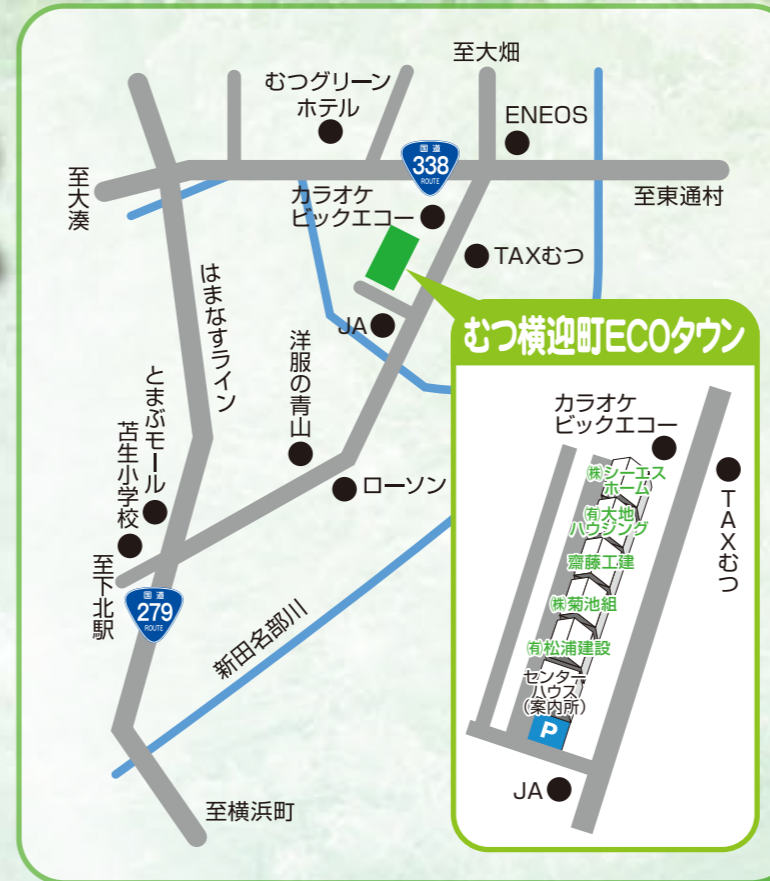 至大畑
むつグリーン
ホテル
ENEOS
国道
338
ROUTE
至大湊
カラオケ
ビックエコー
至東通村
TAXむつ
はまなすライン
JA
洋服の青山
とまぶモール
苫生小学校
ローソン
至下北駅
国道
279
ROUTE
新田名部川
至横浜町
むつ横迎町ECOタウン
カラオケ
ビックエコー
TAXむつ
㈱シーエス
ホーム
㈲大地
ハウジング
齋藤工建
㈱菊池組
㈲松浦建設
センター
ハウス
(案内所)
P
JA